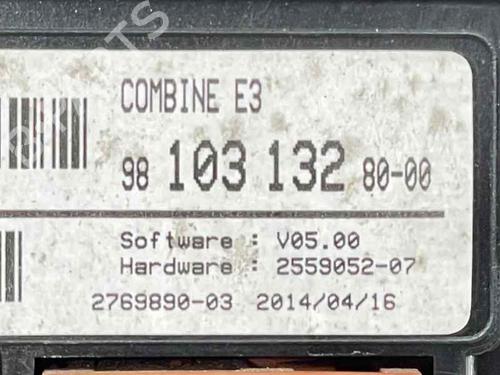 COMBINE E3
98 103 132 80-00
Software : V05.00
Hardware : 2559052-07
2769890-03 2014/04/16